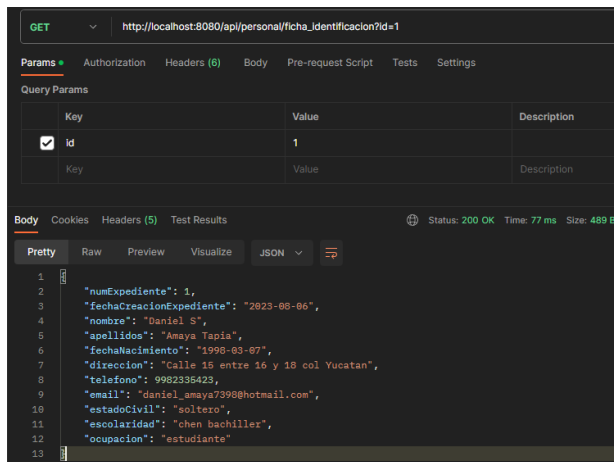 GET http://localhost:8080/api/personal/ficha_identificacion?id=1
Params Authorization Headers (6) Body Pre-request Script Tests Settings
Query Params
Key Value Description
id 1
Key Value Description
Body Cookies Headers (5) Test Results Status: 200 OK Time: 77 ms Size: 489 B
Pretty Raw Preview Visualize JSON
1 {
2 "numExpediente": 1,
3 "fechaCreacionExpediente": "2023-08-06",
4 "nombre": "Daniel S",
5 "apellidos": "Amaya Tapia",
6 "fechaNacimiento": "1998-03-07",
7 "direccion": "Calle 15 entre 16 y 18 col Yucatan",
8 "telefono": 9982335423,
9 "email": "daniel_amaya7398@hotmail.com",
10 "estadoCivil": "soltero",
11 "escolaridad": "chen bachiller",
12 "ocupacion": "estudiante"
13 }